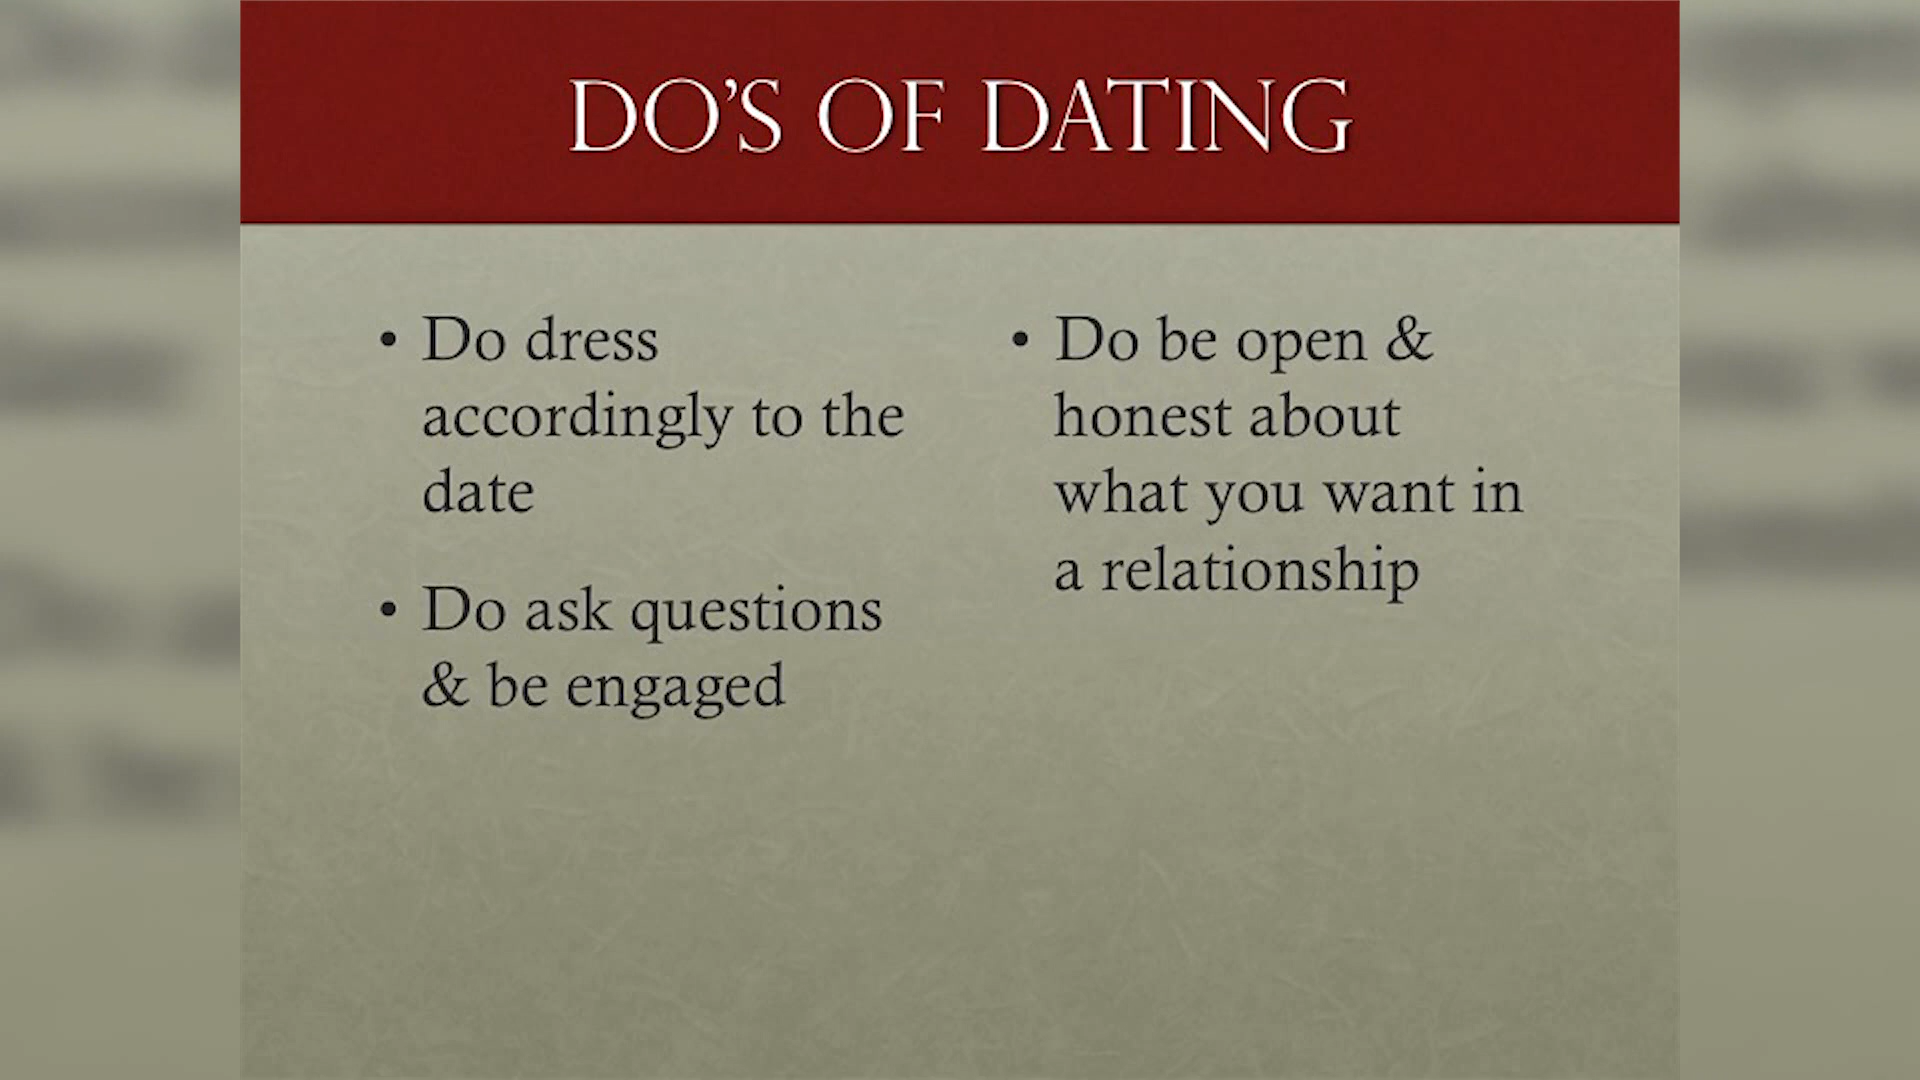 DO'S OF DATING
• Do dress
accordingly to the
date
• Do ask questions
& be engaged
• Do be open &
honest about
what you want in
a relationship